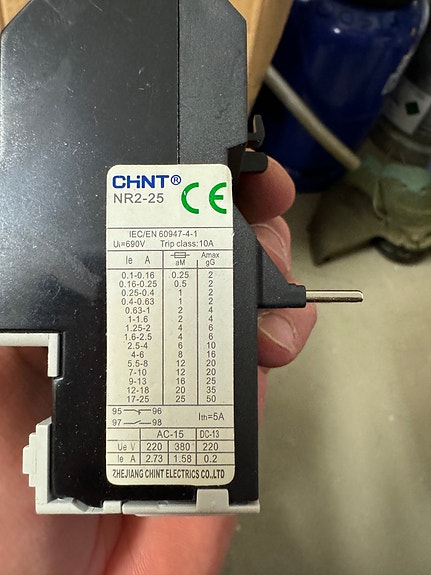 CHNT® CE
NR2-25
IEC/EN 60947-4-1
Ui=690V Trip class:10A
Ie A aM Amax gG
0.1-0.16 0.25 2
0.16-0.25 0.5 2
0.25-0.4 1 2
0.4-0.63 1 2
0.63-1 2 4
1-1.6 2 4
1.25-2 4 6
1.6-2.5 4 6
2.5-4 6 10
4-6 8 16
5.5-8 12 20
7-10 12 20
9-13 16 25
12-18 20 35
17-25 25 50
95 96
97 98 Ith=5A
AC-15 DC-13
Ue V 220 380 220
Ie A 2.73 1.58 0.2
ZHEJIANG CHINT ELECTRICS CO.,LTD